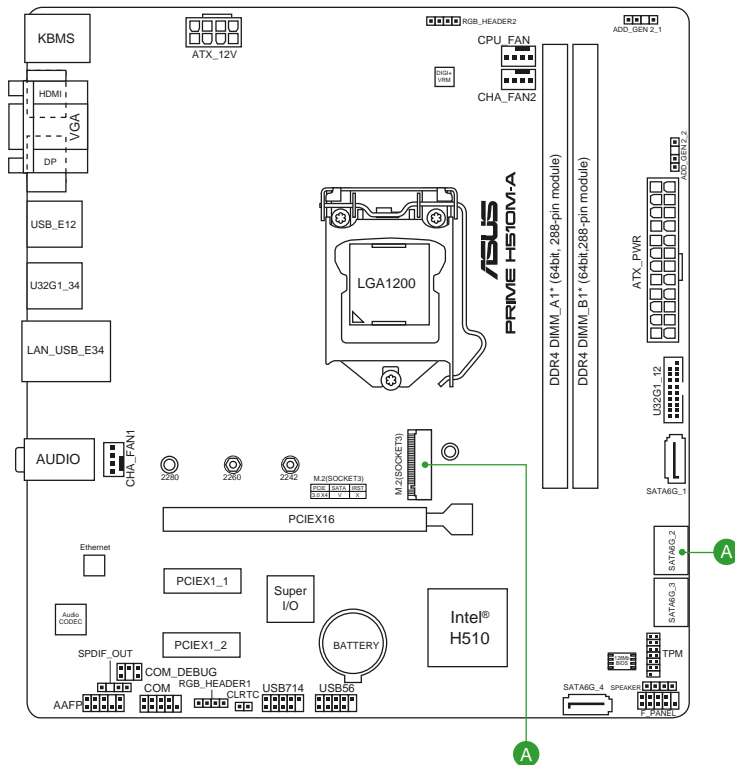 KBMS
ATX_12V
RGB_HEADER2
ADD_GEN 2_1
CPU_FAN
DIGI+
VRM
CHA_FAN2
HDMI
VGA
DP
ADD_GEN 2_2
USB_E12
U32G1_34
LAN_USB_E34
LGA1200
ASUS
PRIME H510M-A
DDR4 DIMM_A1* (64bit, 288-pin module)
DDR4 DIMM_B1* (64bit,288-pin module)
ATX_PWR
U32G1_12
AUDIO
CHA_FAN1
2280
2260
2242
M.2(SOCKET3)
PCIE SATA IRST
3.0 X4 V X
M.2(SOCKET3)
SATA6G_1
PCIEX16
SATA6G_2
A
Ethernet
PCIEX1_1
Super
I/O
SATA6G_3
Audio
CODEC
Intel®
H510
PCIEX1_2
BATTERY
128Mb
BIOS
TPM
SPDIF_OUT
COM_DEBUG
RGB_HEADER1
AAFP
COM
CLRTC
USB714
USB56
SATA6G_4
SPEAKER
F_PANEL
A